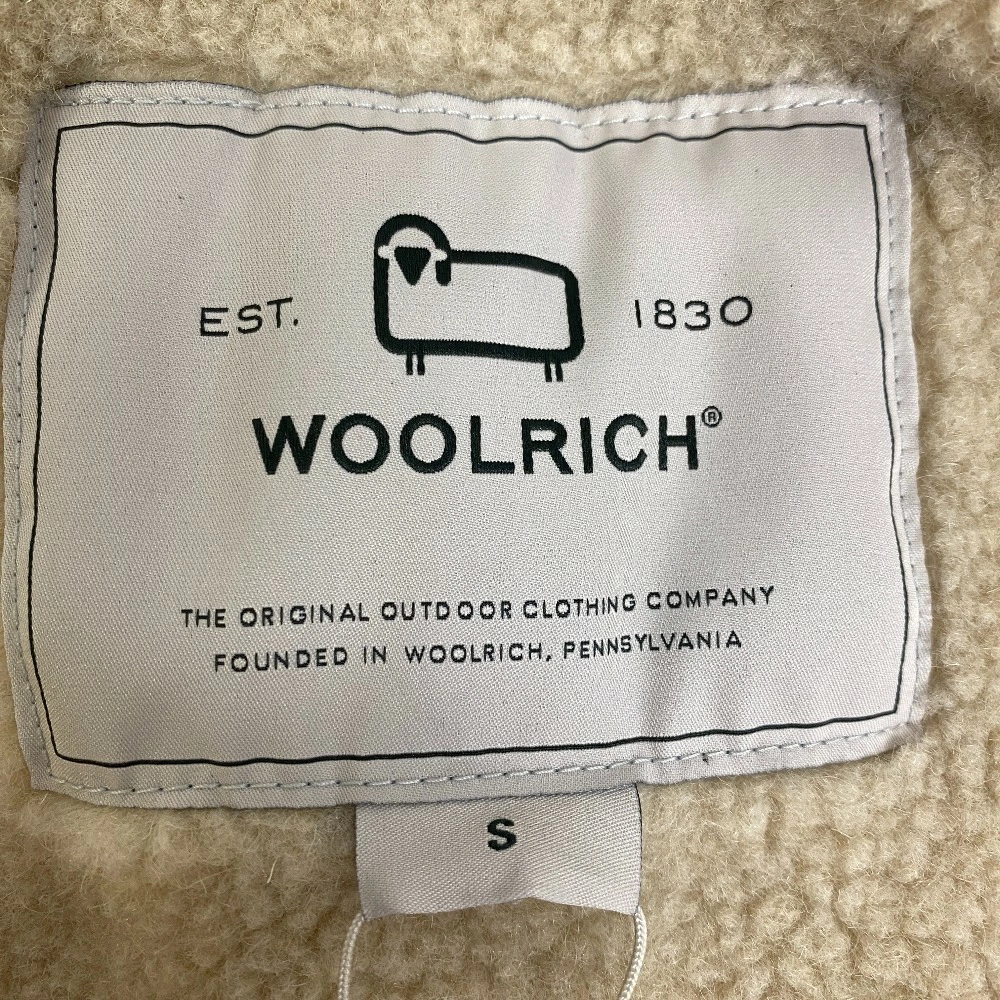 EST. 1830
WOOLRICH®
THE ORIGINAL OUTDOOR CLOTHING COMPANY
FOUNDED IN WOOLRICH, PENNSYLVANIA
S